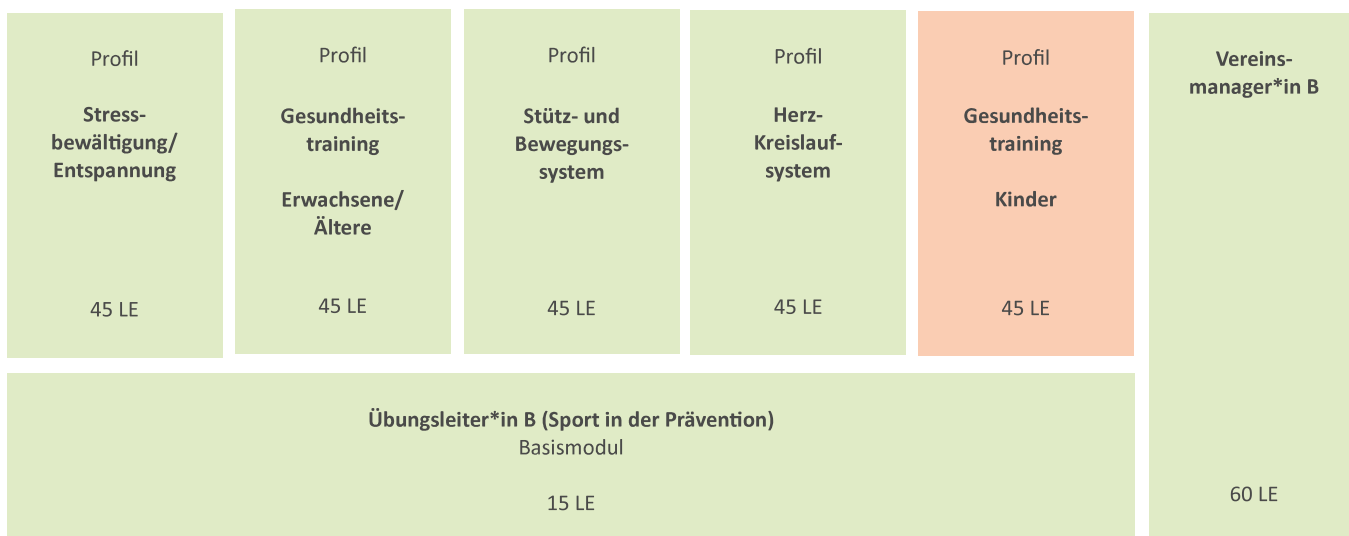 Profil
Stress-
bewältigung/
Entspannung
45 LE
Profil
Gesundheits-
training
Erwachsene/
Ältere
45 LE
Profil
Stütz- und
Bewegungs-
system
45 LE
Profil
Herz-
Kreislauf-
system
45 LE
Profil
Gesundheits-
training
Kinder
45 LE
Vereins-
manager*in B
60 LE
Übungsleiter*in B (Sport in der Prävention)
Basismodul
15 LE